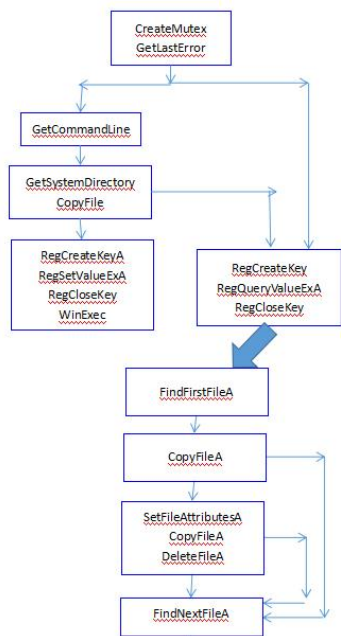 CreateMutex
GetLastError
GetCommandLine
GetSystemDirectory
CopyFile
RegCreateKeyA
RegSetValueExA
RegCloseKey
WinExec
RegCreateKey
RegQueryValueExA
RegCloseKey
FindFirstFileA
CopyFileA
SetFileAttributesA
CopyFileA
DeleteFileA
FindNextFileA